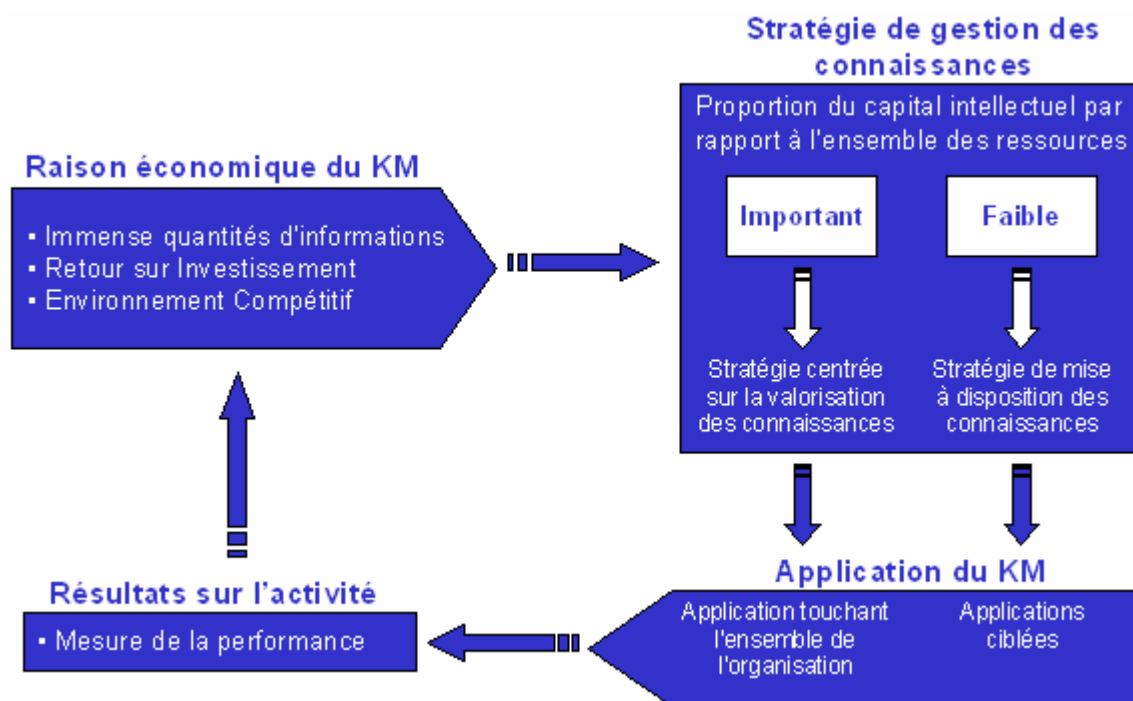 Raison économique du KM
▪ Immense quantités d'informations
▪ Retour sur Investissement
▪ Environnement Compétitif
Stratégie de gestion des
connaissances
Proportion du capital intellectuel par
rapport à l'ensemble des ressources
Important
Faible
Stratégie centrée
sur la valorisation
des connaissances
Stratégie de mise
à disposition des
connaissances
Application du KM
Application touchant
l'ensemble de
l'organisation
Applications
ciblées
Résultats sur l'activité
▪ Mesure de la performance